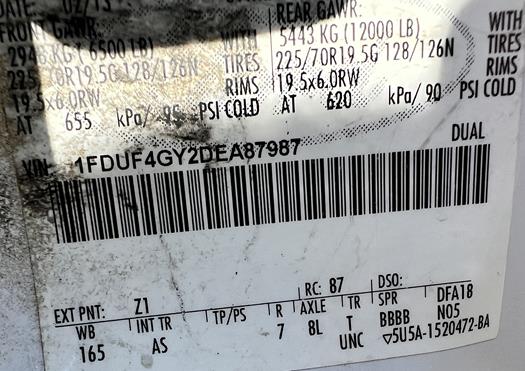 DATE: 02/13
FRONT GAWR: REAR GAWR:
2948 KG ( 6500 LB) WITH 5443 KG (12000 LB) WITH
225/70R19.5G 128/126N TIRES 225/70R19.5G 128/126N TIRES
19.5x6.0RW RIMS 19.5x6.0RW RIMS
AT 655 kPa/ 95 PSI COLD AT 620 kPa/ 90 PSI COLD
VIN: 1FDUF4GY2DEA87987 DUAL
EXT PNT: Z1 RC: 87 DSO:
WB INT TR TP/PS R AXLE TR SPR DFA18
165 AS 7 8L T BBBB N05
UNC ▽5U5A-1520472-BA